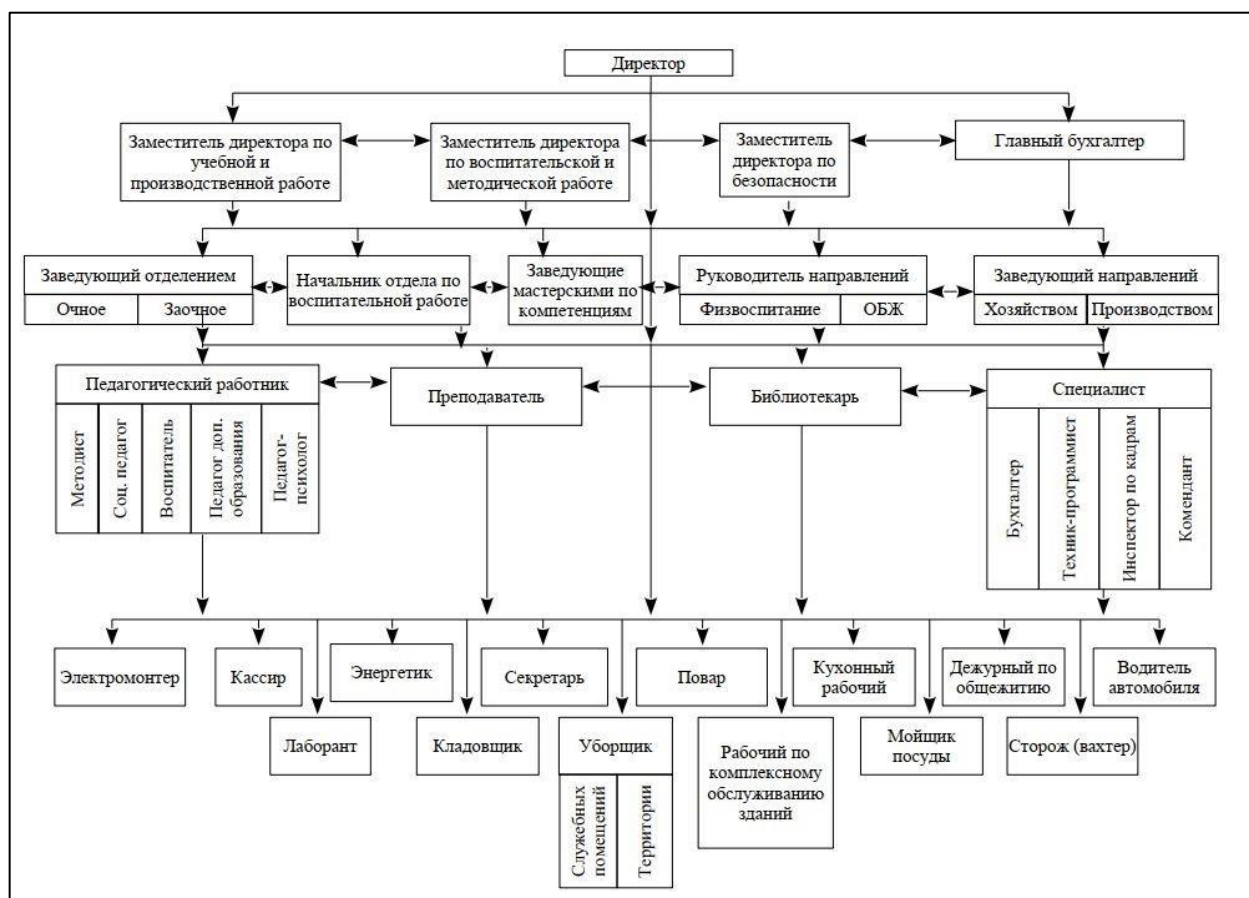 Директор
Заместитель директора по
учебной и
производственной работе
Заместитель директора
по воспитательской и
методической работе
Заместитель
директора по
безопасности
Главный бухгалтер
Заведующий отделением
Очное
Заочное
Начальник отдела по
воспитательной работе
Заведующие
мастерскими по
компетенциям
Руководитель направлений
Физвоспитание
ОБЖ
Заведующий направлений
Хозяйством
Производством
Педагогический работник
Методист
Соц. педагог
Воспитатель
Педагог доп.
образования
Педагог-
психолог
Преподаватель
Библиотекарь
Специалист
Бухгалтер
Техник-программист
Инспектор по кадрам
Комендант
Электромонтер
Кассир
Энергетик
Секретарь
Повар
Кухонный
рабочий
Дежурный по
общежитию
Водитель
автомобиля
Лаборант
Кладовщик
Уборщик
Служебных
помещений
Территории
Рабочий по
комплексному
обслуживанию
зданий
Мойщик
посуды
Сторож (вахтер)